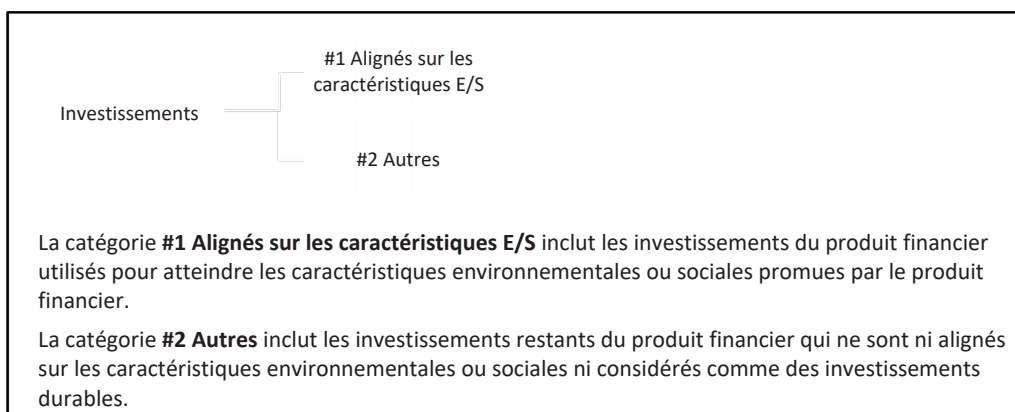 #1 Alignés sur les
caractéristiques E/S
Investissements
#2 Autres
La catégorie #1 Alignés sur les caractéristiques E/S inclut les investissements du produit financier
utilisés pour atteindre les caractéristiques environnementales ou sociales promues par le produit
financier.
La catégorie #2 Autres inclut les investissements restants du produit financier qui ne sont ni alignés
sur les caractéristiques environnementales ou sociales ni considérés comme des investissements
durables.